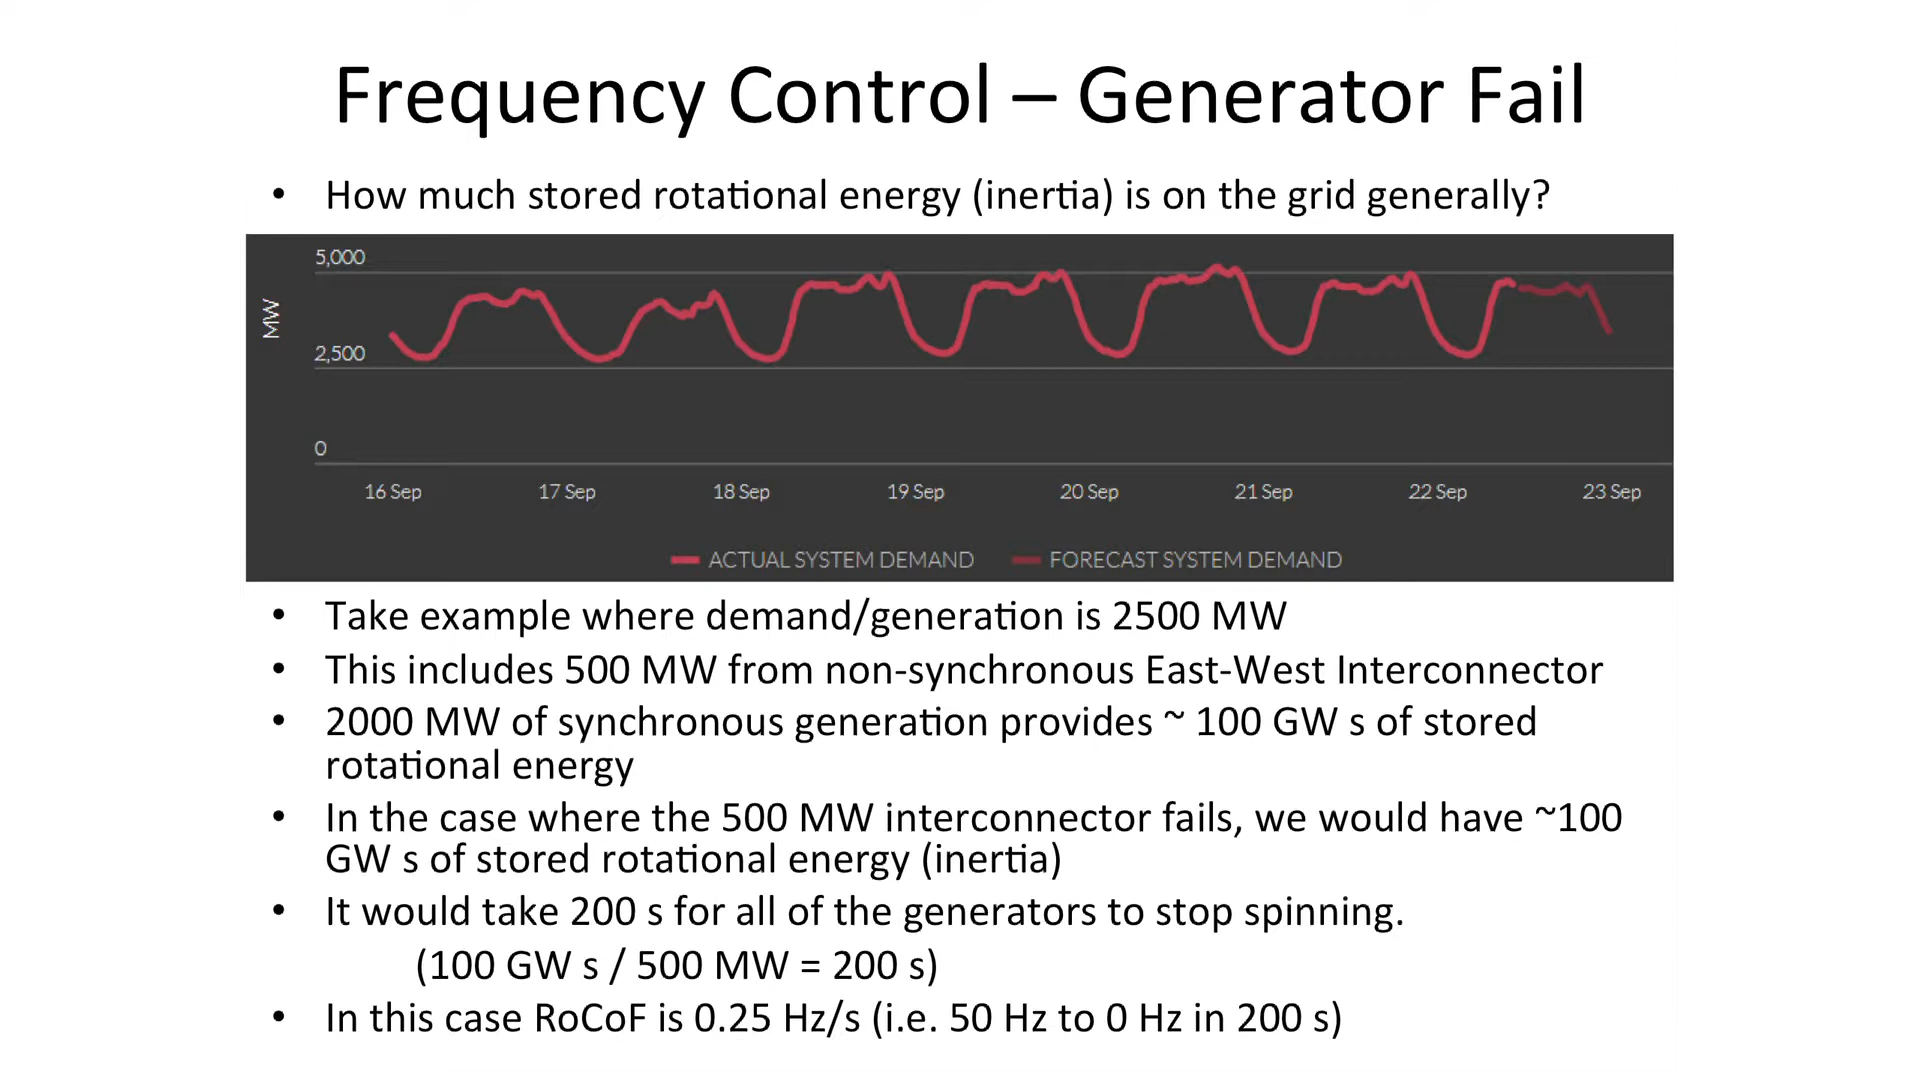 Frequency Control – Generator Fail
• How much stored rotational energy (inertia) is on the grid generally?
5,000
MW
2,500
0
16 Sep 17 Sep 18 Sep 19 Sep 20 Sep 21 Sep 22 Sep 23 Sep
ACTUAL SYSTEM DEMAND FORECAST SYSTEM DEMAND
• Take example where demand/generation is 2500 MW
• This includes 500 MW from non-synchronous East-West Interconnector
• 2000 MW of synchronous generation provides ~ 100 GW s of stored
rotational energy
• In the case where the 500 MW interconnector fails, we would have ~100
GW s of stored rotational energy (inertia)
• It would take 200 s for all of the generators to stop spinning.
(100 GW s / 500 MW = 200 s)
• In this case RoCoF is 0.25 Hz/s (i.e. 50 Hz to 0 Hz in 200 s)